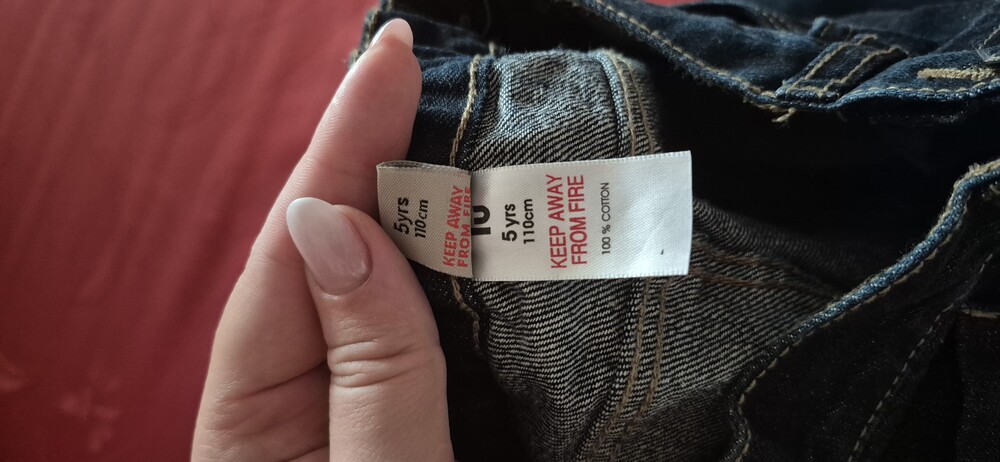 5yrs
110cm
KEEP AWAY
FROM FIRE
5 yrs
110cm
KEEP AWAY
FROM FIRE
100 % COTTON